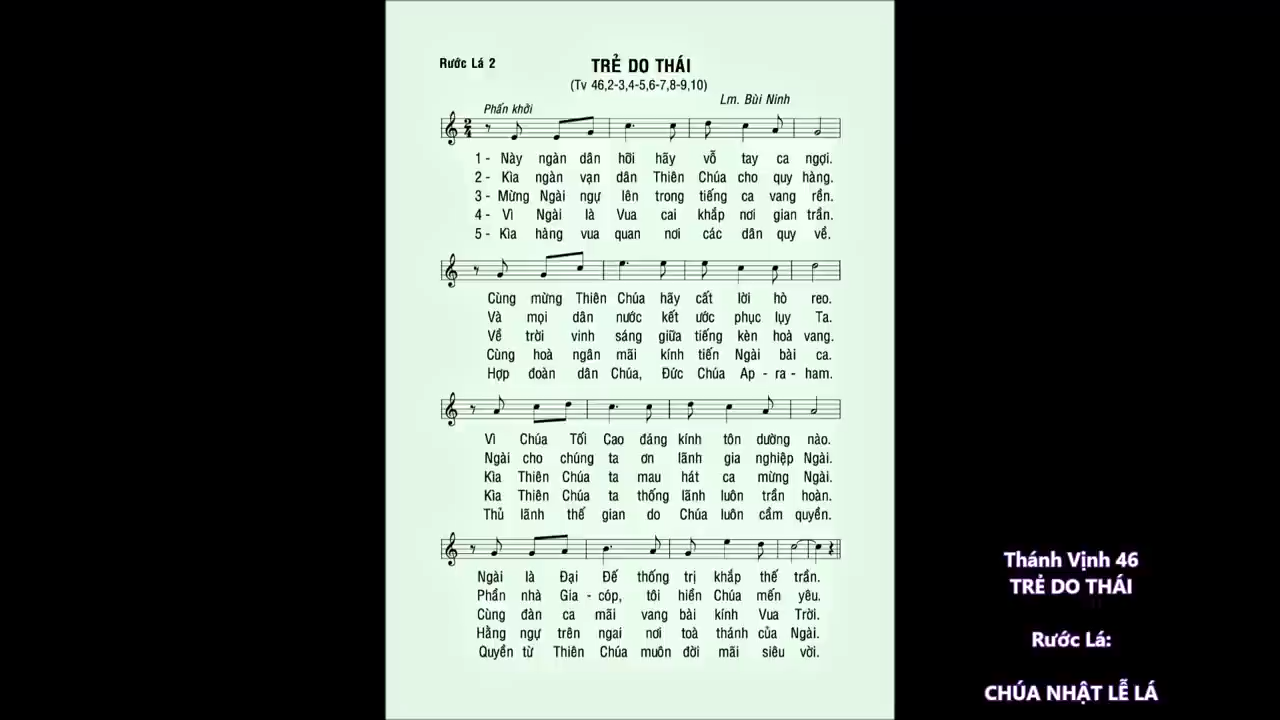 Rước Lá 2
TRẺ DO THÁI
(Tv 46,2-3,4-5,6-7,8-9,10)
Lm. Bùi Ninh
Phấn khởi
2
4
1 - Này ngàn dân hỡi hãy vỗ tay ca ngợi.
2 - Kìa ngàn vạn dân Thiên Chúa cho quy hàng.
3 - Mừng Ngài ngự lên trong tiếng ca vang rền.
4 - Vì Ngài là Vua cai khắp nơi gian trần.
5 - Kìa hàng vua quan nơi các dân quy về.
Cùng mừng Thiên Chúa hãy cất lời hò reo.
Và mọi dân nước kết ước phục lụy Ta.
Về trời vinh sáng giữa tiếng kèn hoà vang.
Cùng hoà ngân mãi kính tiến Ngài bài ca.
Hợp đoàn dân Chúa, Đức Chúa Ap - ra - ham.
Vì Chúa Tối Cao đáng kính tôn dường nào.
Ngài cho chúng ta ơn lãnh gia nghiệp Ngài.
Kìa Thiên Chúa ta mau hát ca mừng Ngài.
Kìa Thiên Chúa ta thống lãnh luôn trần hoàn.
Thủ lãnh thế gian do Chúa luôn cầm quyền.
Ngài là Đại Đế thống trị khắp thế trần.
Phần nhà Gia - cóp, tôi hiền Chúa mến yêu.
Cùng đàn ca mãi vang bài kính Vua Trời.
Hằng ngự trên ngai nơi toà thánh của Ngài.
Quyền từ Thiên Chúa muôn đời mãi siêu vời.
Thánh Vịnh 46
TRẺ DO THÁI
Rước Lá:
CHÚA NHẬT LỄ LÁ